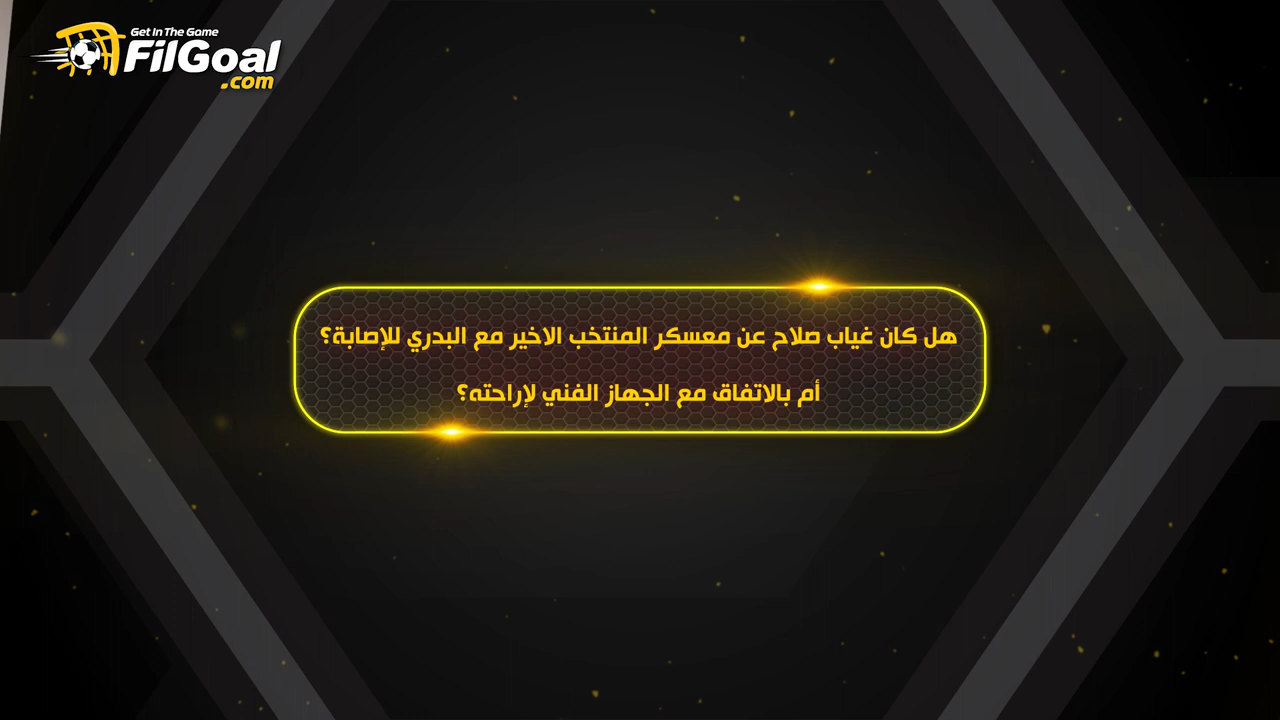 Get In The Game
FilGoal
.com
هل كان غياب صلاح عن معسكر المنتخب الاخير مع البدري للإصابة؟
أم بالاتفاق مع الجهاز الفني لإراحته؟